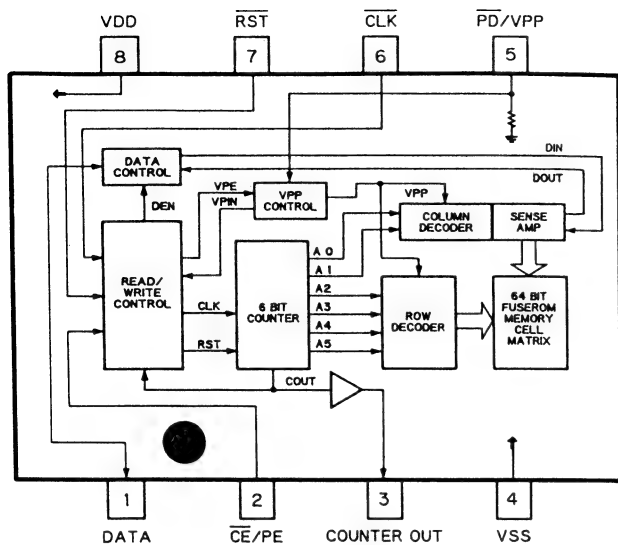 VDD
RST
CLK
PD/VPP
8
7
6
5
DIN
DATA
CONTROL
DOUT
VPE
VPP
CONTROL
VPP
DEN
VPIN
COLUMN
DECODER
SENSE
AMP
A0
A1
READ/
WRITE
CONTROL
6 BIT
COUNTER
A2
A3
A4
A5
ROW
DECODER
64 BIT
FUSEROM
MEMORY
CELL
MATRIX
CLK
RST
COUT
1
2
3
4
DATA
CE/PE
COUNTER OUT
VSS